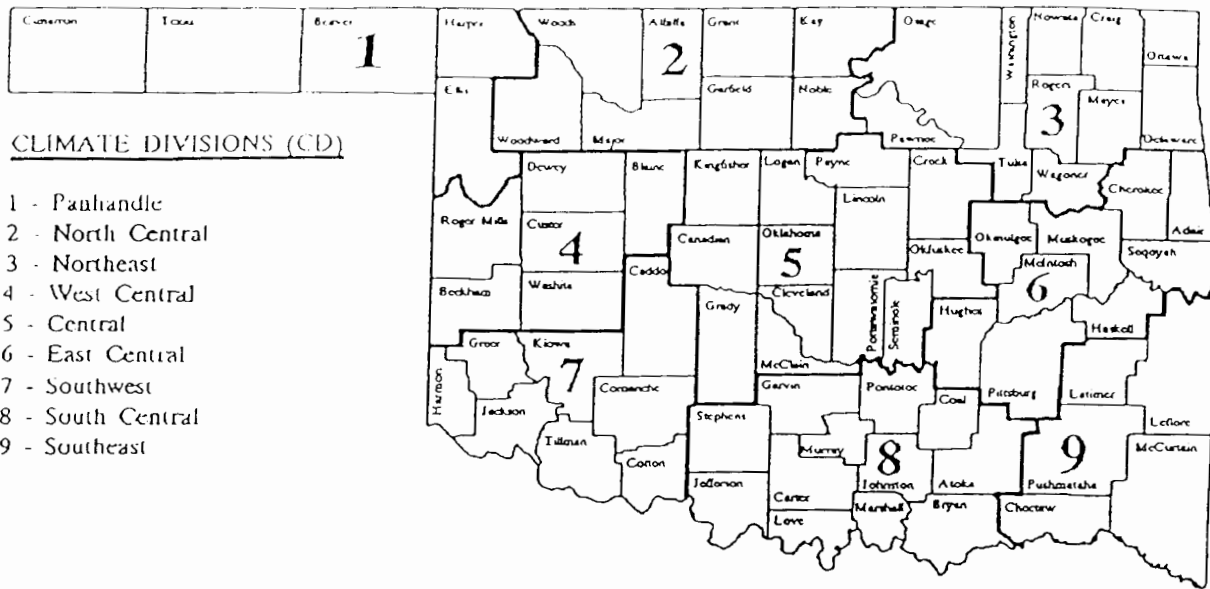 Cimarron Texas Beaver Harper Woods Alfalfa Grant Kay Osage Washington Nowata Craig Ottawa
1 2
Ellis Woodward Major Garfield Noble Pawnee Rogers Mayes Delaware
3
CLIMATE DIVISIONS (CD)
1 - Panhandle
2 - North Central
3 - Northeast
4 - West Central
5 - Central
6 - East Central
7 - Southwest
8 - South Central
9 - Southeast
Dewey Blaine Kingfisher Logan Payne Creek Tulsa Wagoner Cherokee Adair
Roger Mills Custer Canadian Oklahoma Lincoln Okfuskee Okmulgee Muskogee Sequoyah
4 5 6
Beckham Washita Caddo Grady Cleveland McClain Pottawatomie Seminole Hughes McIntosh Haskell
Harmon Greer Kiowa Comanche Stephens Garvin Pontotoc Coal Pittsburg Latimer Leflore
7 8 9
Jackson Tillman Cotton Jefferson Murray Carter Love Johnston Marshall Atoka Bryan Pushmataha Choctaw McCurtain